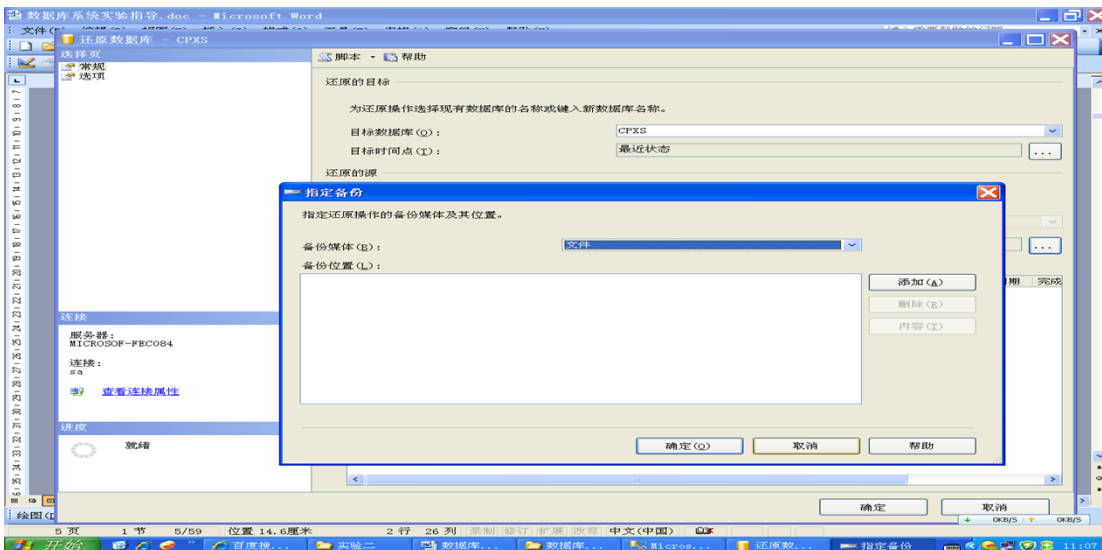 数据库系统实验指导.doc - Microsoft Word
还原数据库 - CPXS
选择页
常规
选项
脚本 帮助
还原的目标
为还原操作选择现有数据库的名称或键入新数据库名称。
目标数据库(O): CPXS
目标时间点(T): 最近状态 ...
还原的源
指定备份
指定还原操作的备份媒体及其位置。
备份媒体(B): 文件
备份位置(L):
添加(A)
删除(R)
内容(T)
...
期 完成
连接
服务器:
MICROSOF-FEC084
连接:
sa
查看连接属性
进度
就绪
确定(O) 取消 帮助
确定 取消
绘图(
0KB/S 0KB/S
5 页 1 节 5/59 位置 14.6厘米 2 行 26 列 录制 修订 扩展 改写 中文(中国)
开始 百度搜... 实验二 数据库... 数据库... Micros... 还原数... 指定备份 11:07